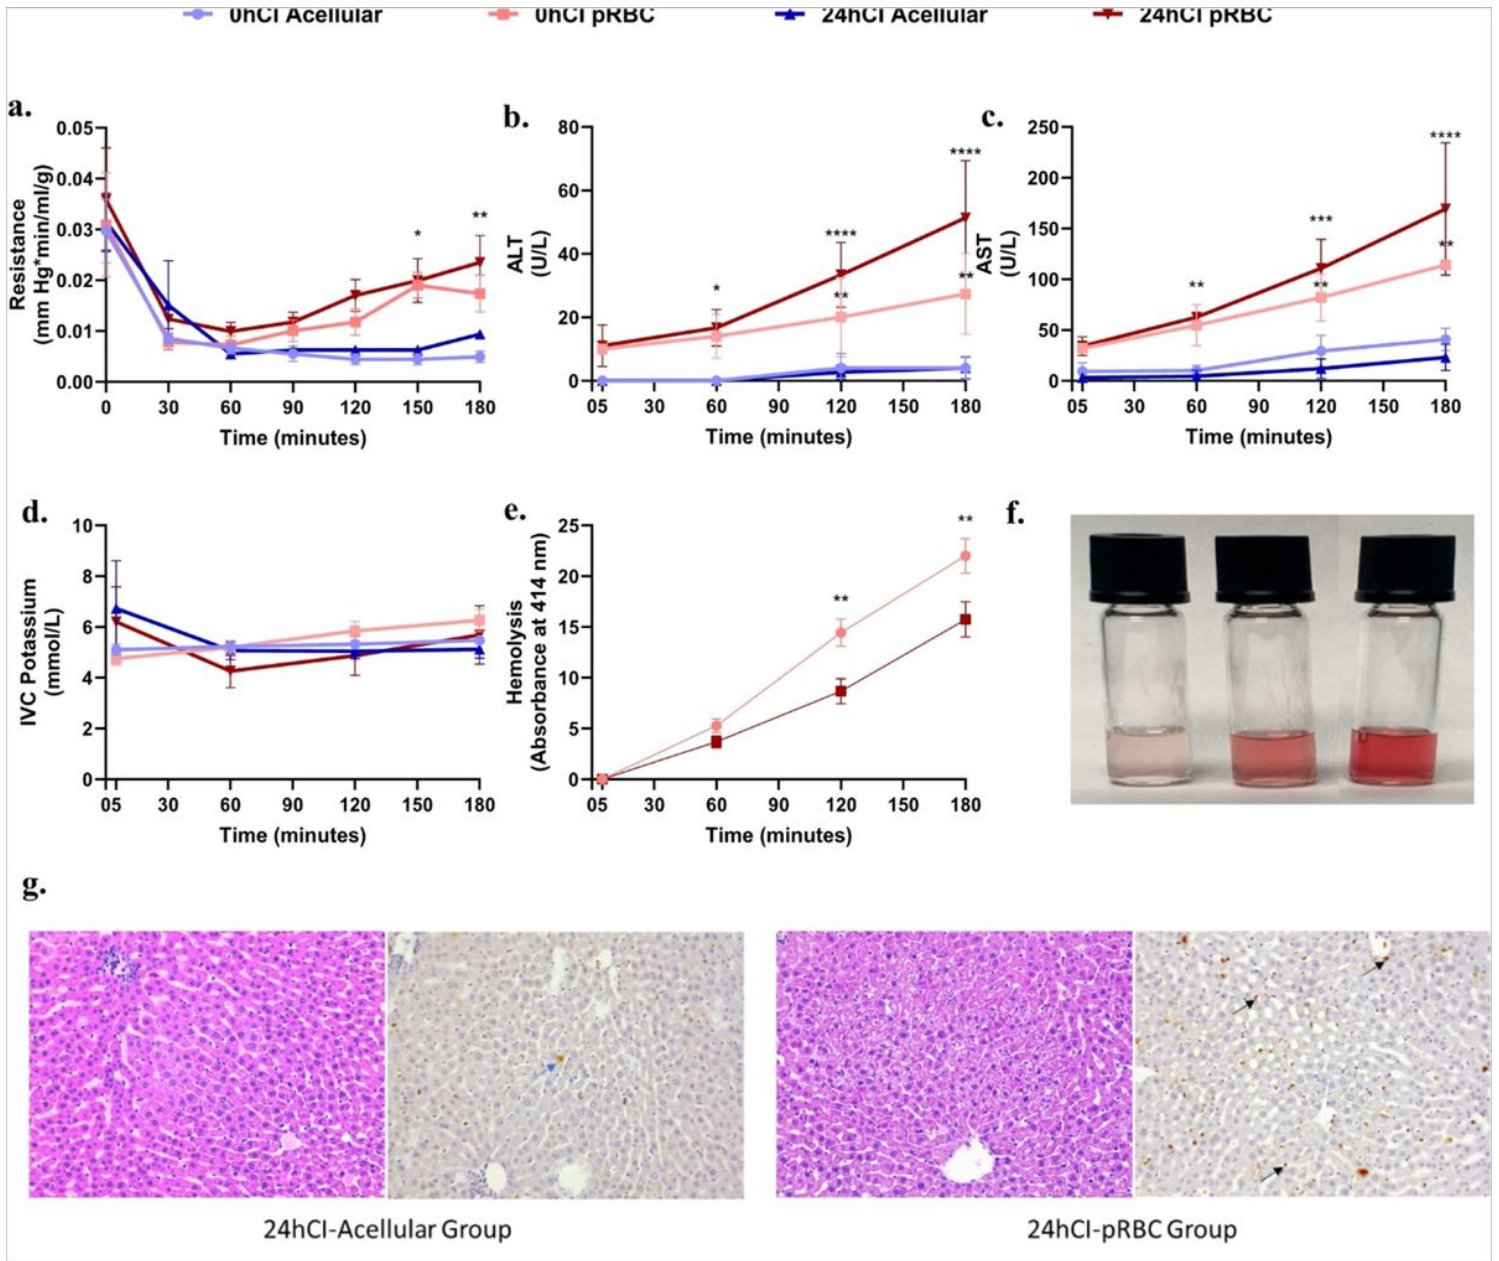 0hCI Acellular 0hCI pRBC 24hCI Acellular 24hCI pRBC
a.
Resistance
(mm Hg*min/ml/g)
0.05
0.04
0.03
0.02
0.01
0.00
* **
0 30 60 90 120 150 180
Time (minutes)
b.
ALT
(U/L)
80
60
40
20
0
* **** ****
** **
05 30 60 90 120 150 180
Time (minutes)
c.
AST
(U/L)
250
200
150
100
50
0
** *** ****
** **
05 30 60 90 120 150 180
Time (minutes)
d.
IVC Potassium
(mmol/L)
10
8
6
4
2
0
05 30 60 90 120 150 180
Time (minutes)
e.
Hemolysis
(Absorbance at 414 nm)
25
20
15
10
5
0
** **
05 30 60 90 120 150 180
Time (minutes)
f.
g.
24hCI-Acellular Group
24hCI-pRBC Group